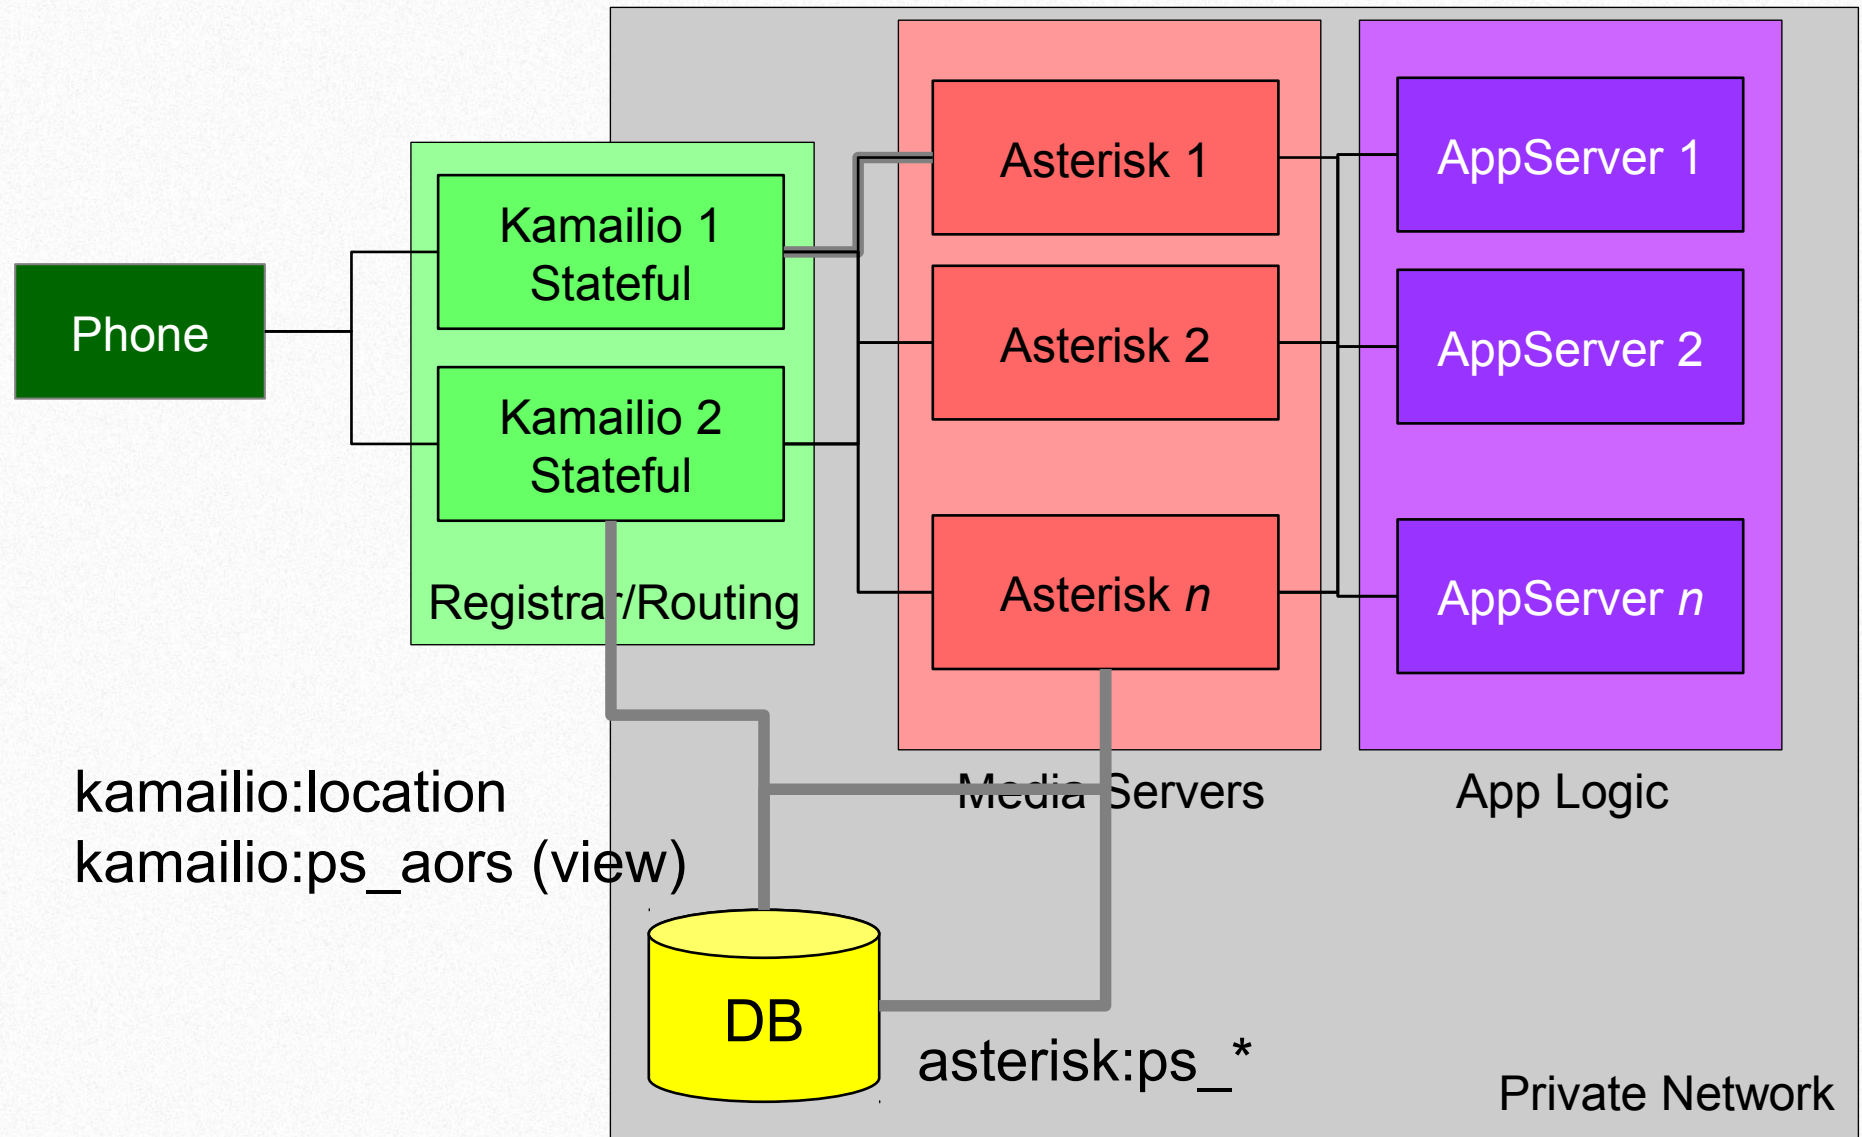 Phone
Kamailio 1
Stateful
Kamailio 2
Stateful
Registrar/Routing
Asterisk 1
Asterisk 2
Asterisk n
Media Servers
AppServer 1
AppServer 2
AppServer n
App Logic
kamailio:location
kamailio:ps_aors (view)
DB
asterisk:ps_*
Private Network